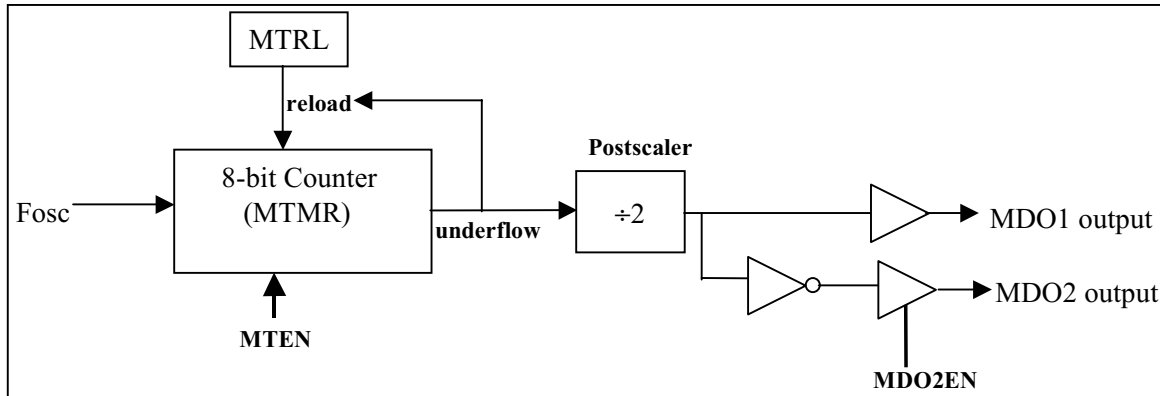 MTRL
reload
Postscaler
8-bit Counter
(MTMR)
Fosc
÷2
underflow
MDO1 output
MDO2 output
MTEN
MDO2EN